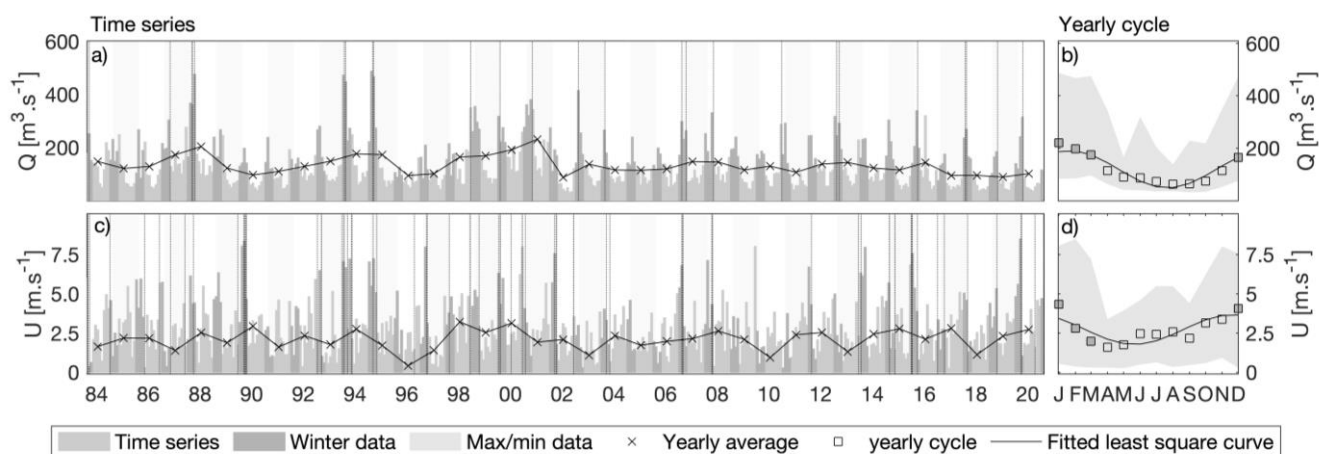 Time series
Yearly cycle
a)
Q [m³.s⁻¹]
600
400
200
b)
600
400
200
Q [m³.s⁻¹]
c)
U [m.s⁻¹]
7.5
5.0
2.5
0
84 86 88 90 92 94 96 98 00 02 04 06 08 10 12 14 16 18 20
d)
7.5
5
2.5
0
U [m.s⁻¹]
J F M A M J J A S O N D
Time series Winter data Max/min data Yearly average yearly cycle Fitted least square curve